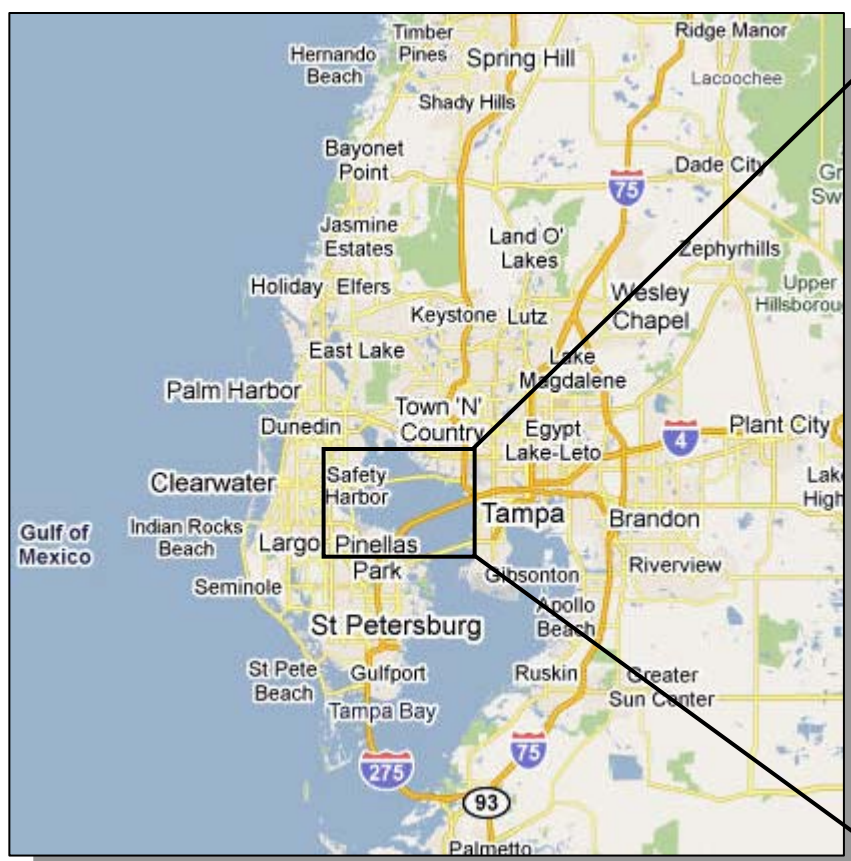 Timber
Pines
Ridge Manor
Hernando
Beach
Spring Hill
Lacoochee
Shady Hills
Bayonet
Point
Dade City
75
Jasmine
Estates
Land O'
Lakes
Zephyrhills
Holiday
Elfers
Upper
Wesley
Chapel
Keystone
Lutz
East Lake
Lake
Magdalene
Palm Harbor
Town 'N'
Country
Dunedin
Egypt
Lake-Leto
4
Plant City
Safety
Harbor
Clearwater
Lake
High
Tampa
Brandon
Gulf of
Mexico
Indian Rocks
Beach
Largo
Pinellas
Park
Seminole
Gibsonton
Riverview
Apollo
Beach
St Petersburg
St Pete
Beach
Gulfport
Ruskin
Greater
Sun Center
Tampa Bay
275
75
93
Palmetto